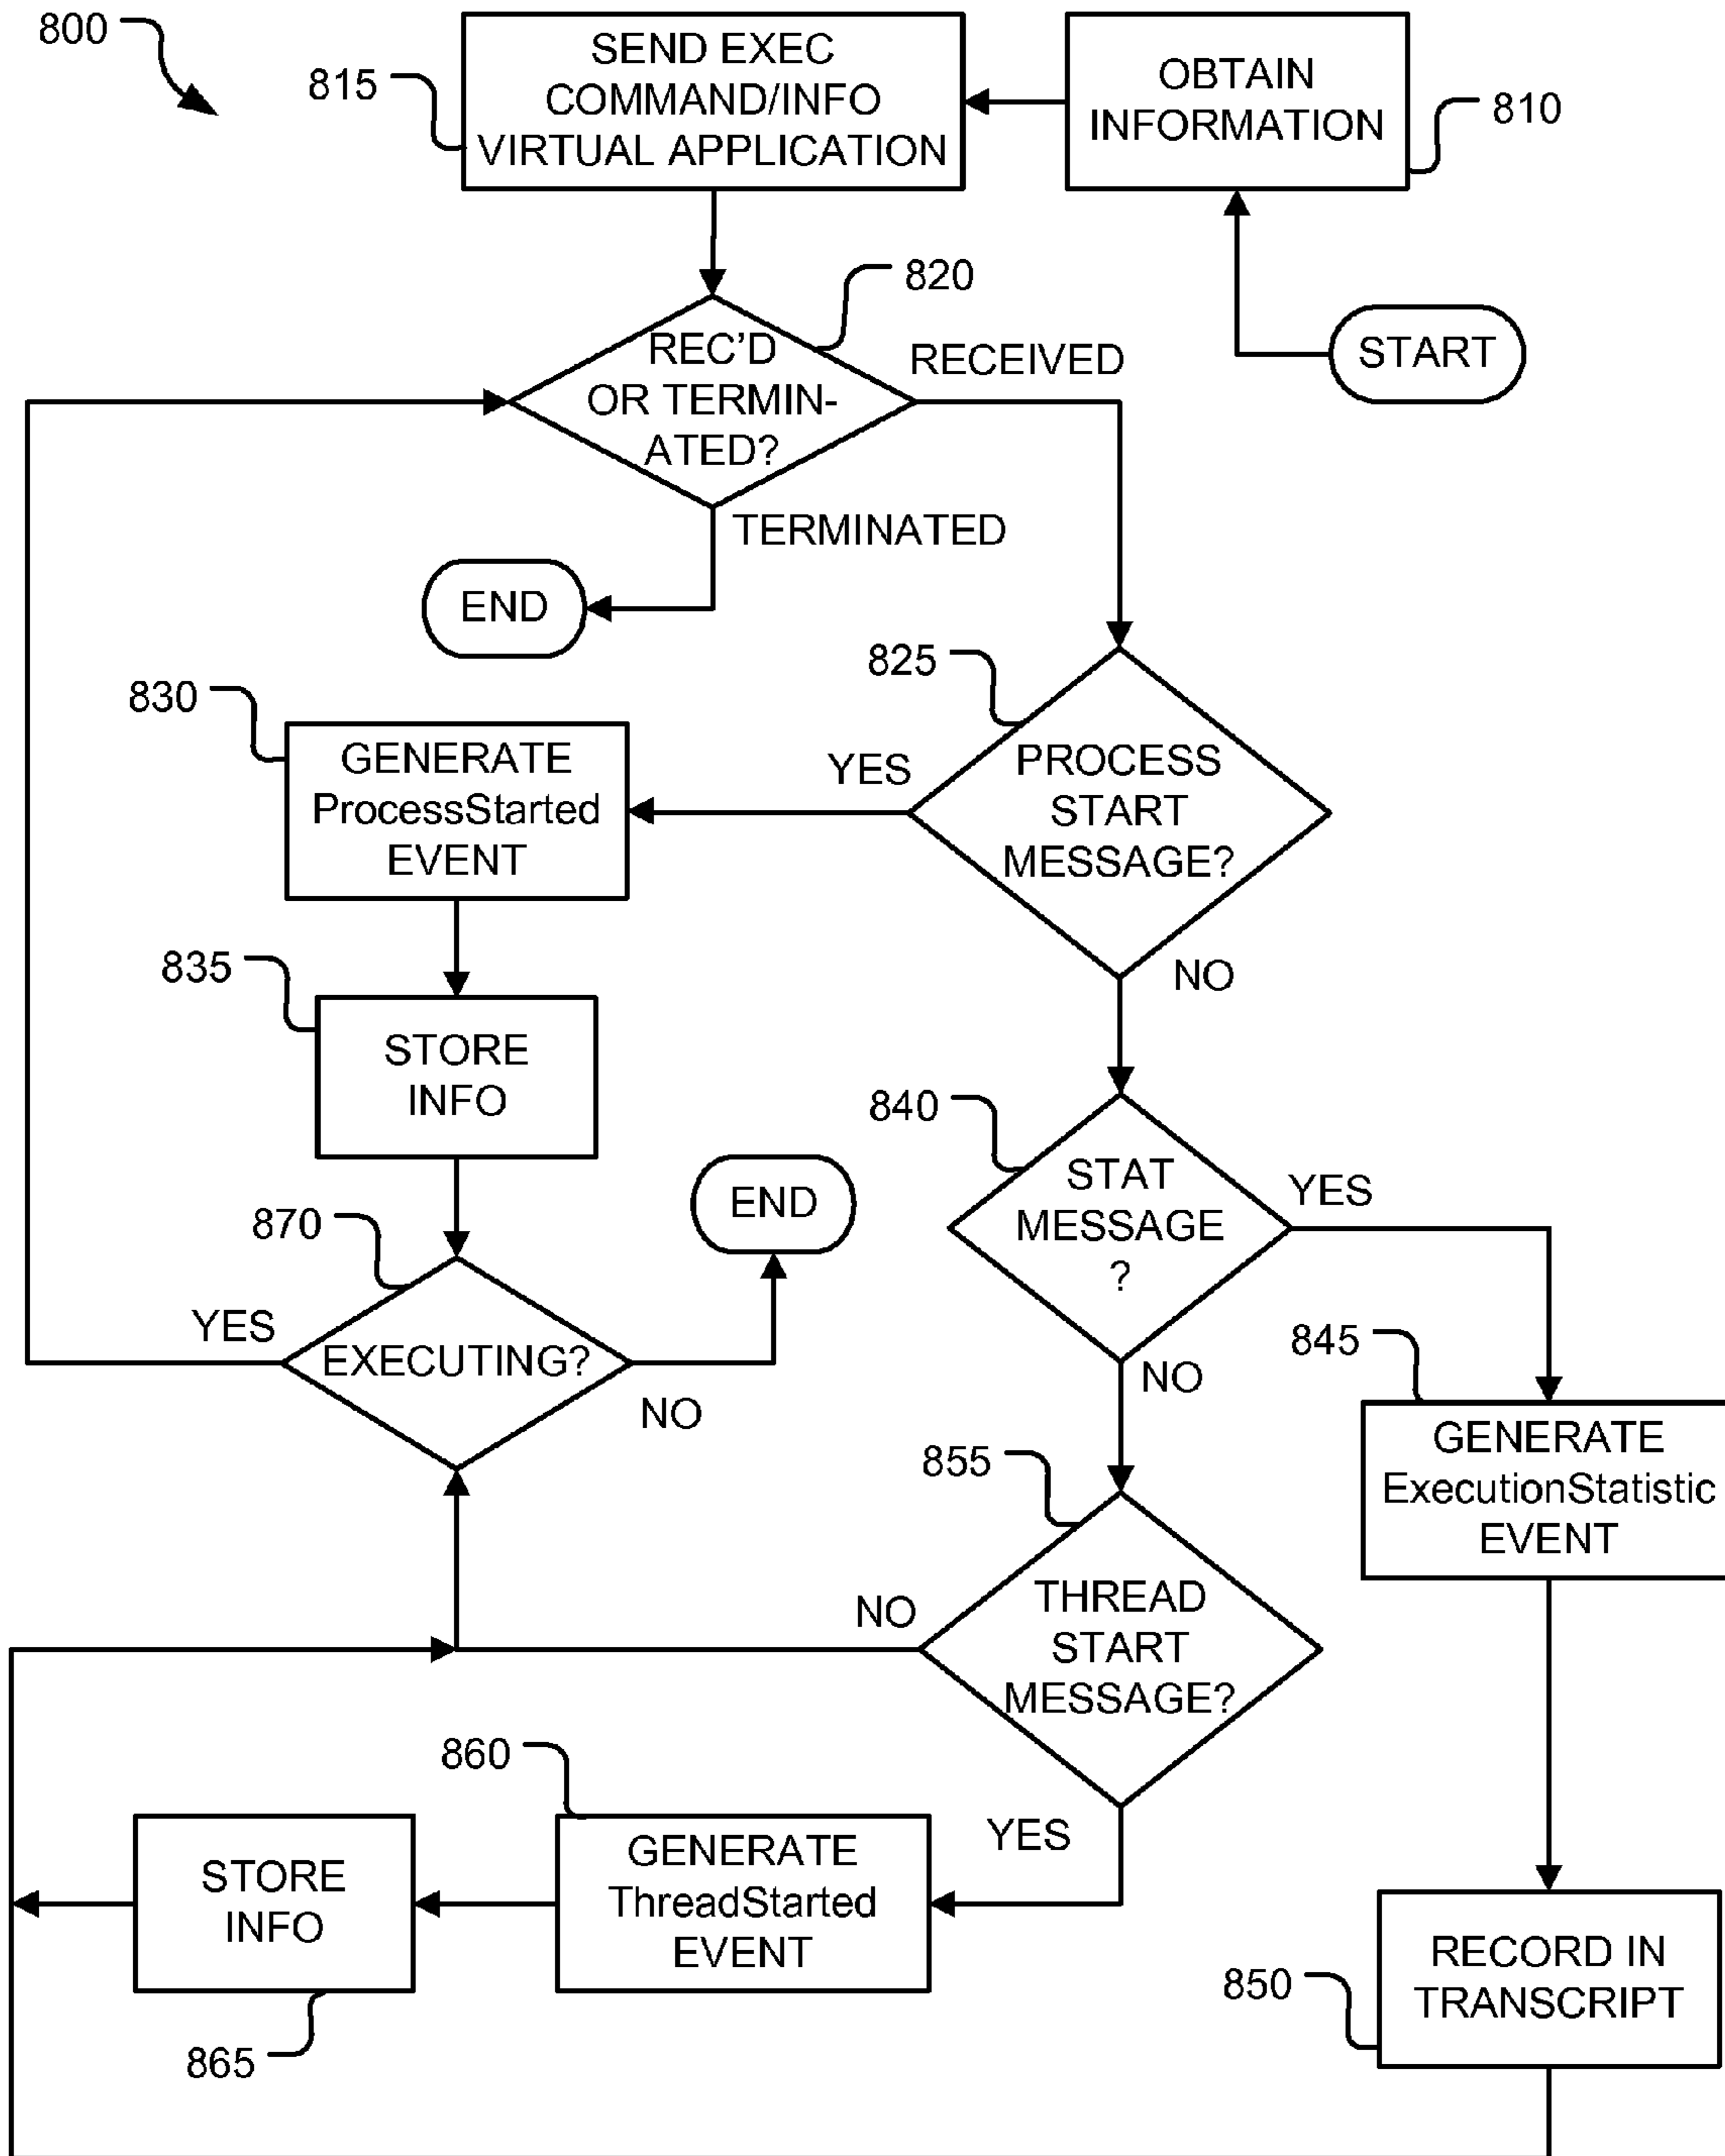 800
815
SEND EXEC
COMMAND/INFO
VIRTUAL APPLICATION
OBTAIN
INFORMATION
810
820
REC'D
OR TERMIN-
ATED?
RECEIVED
START
TERMINATED
END
825
830
GENERATE
ProcessStarted
EVENT
YES
PROCESS
START
MESSAGE?
NO
835
STORE
INFO
840
STAT
MESSAGE
?
YES
END
870
YES
EXECUTING?
NO
NO
845
GENERATE
ExecutionStatistic
EVENT
855
THREAD
START
MESSAGE?
NO
YES
860
GENERATE
ThreadStarted
EVENT
STORE
INFO
865
850
RECORD IN
TRANSCRIPT